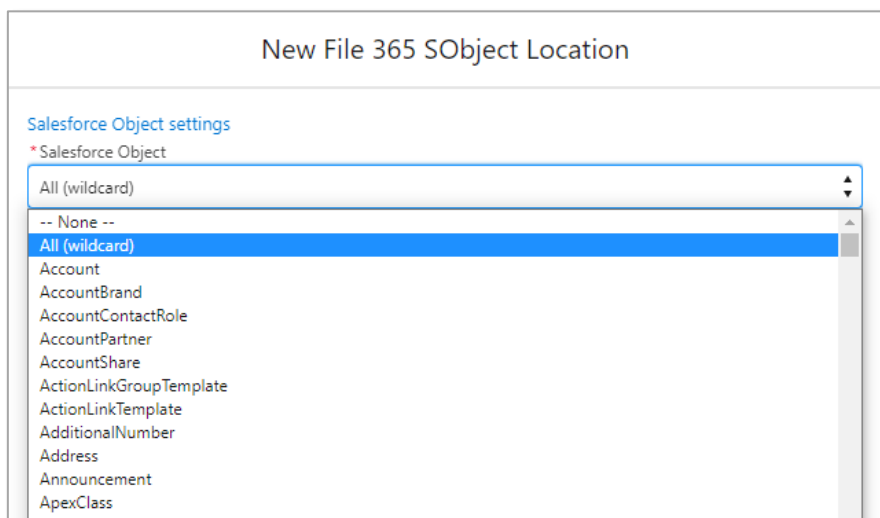 New File 365 SObject Location
Salesforce Object settings
*Salesforce Object
All (wildcard)
-- None --
All (wildcard)
Account
AccountBrand
AccountContactRole
AccountPartner
AccountShare
ActionLinkGroupTemplate
ActionLinkTemplate
AdditionalNumber
Address
Announcement
ApexClass